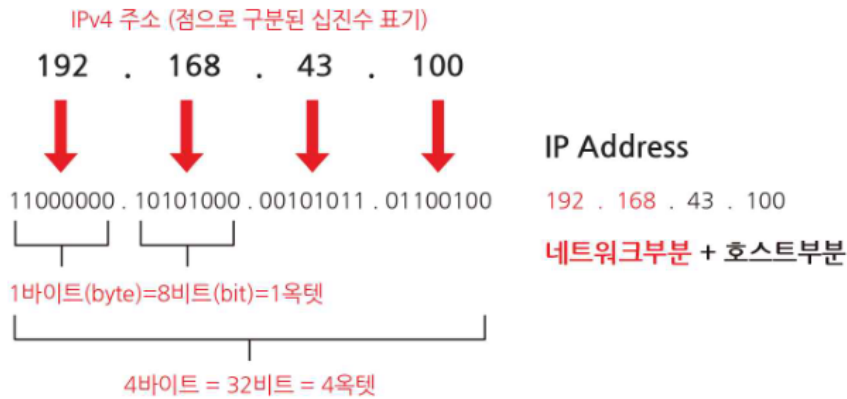 IPv4 주소 (점으로 구분된 십진수 표기)
192 . 168 . 43 . 100
11000000 . 10101000 . 00101011 . 01100100
1바이트(byte)=8비트(bit)=1옥텟
4바이트 = 32비트 = 4옥텟
IP Address
192 . 168 . 43 . 100
네트워크부분 + 호스트부분